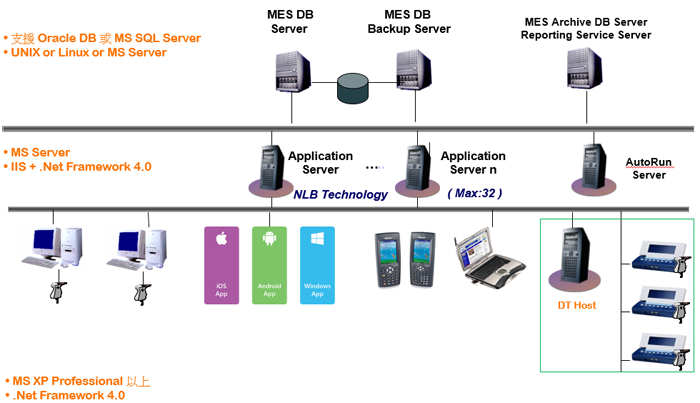 MES DB
Server
MES DB
Backup Server
MES Archive DB Server
Reporting Service Server
• 支援 Oracle DB 或 MS SQL Server
• UNIX or Linux or MS Server
• MS Server
• IIS + .Net Framework 4.0
Application
Server
.....
Application
Server n
AutoRun
Server
NLB Technology
( Max:32 )
iOS
App
Android
App
Windows
App
DT Host
• MS XP Professional 以上
• .Net Framework 4.0